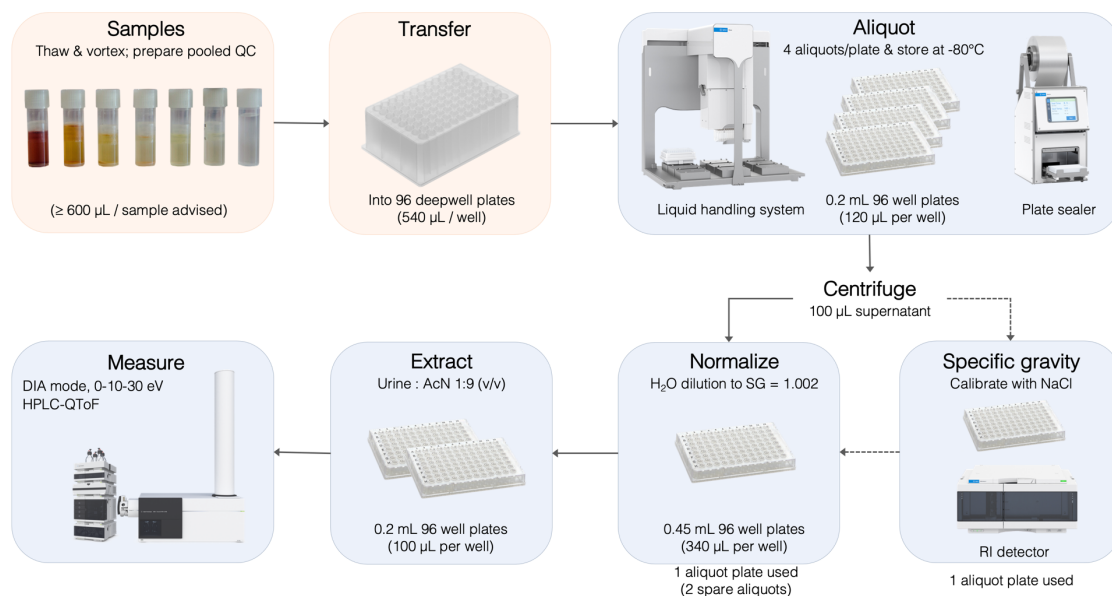 Samples
Thaw & vortex; prepare pooled QC
(≥ 600 µL / sample advised)
Transfer
Into 96 deepwell plates
(540 µL / well)
Aliquot
4 aliquots/plate & store at -80°C
Liquid handling system
0.2 mL 96 well plates
(120 µL per well)
Plate sealer
Centrifuge
100 µL supernatant
Measure
DIA mode, 0-10-30 eV
HPLC-QToF
Extract
Urine : AcN 1:9 (v/v)
0.2 mL 96 well plates
(100 µL per well)
Normalize
H₂O dilution to SG = 1.002
0.45 mL 96 well plates
(340 µL per well)
1 aliquot plate used
(2 spare aliquots)
Specific gravity
Calibrate with NaCl
RI detector
1 aliquot plate used